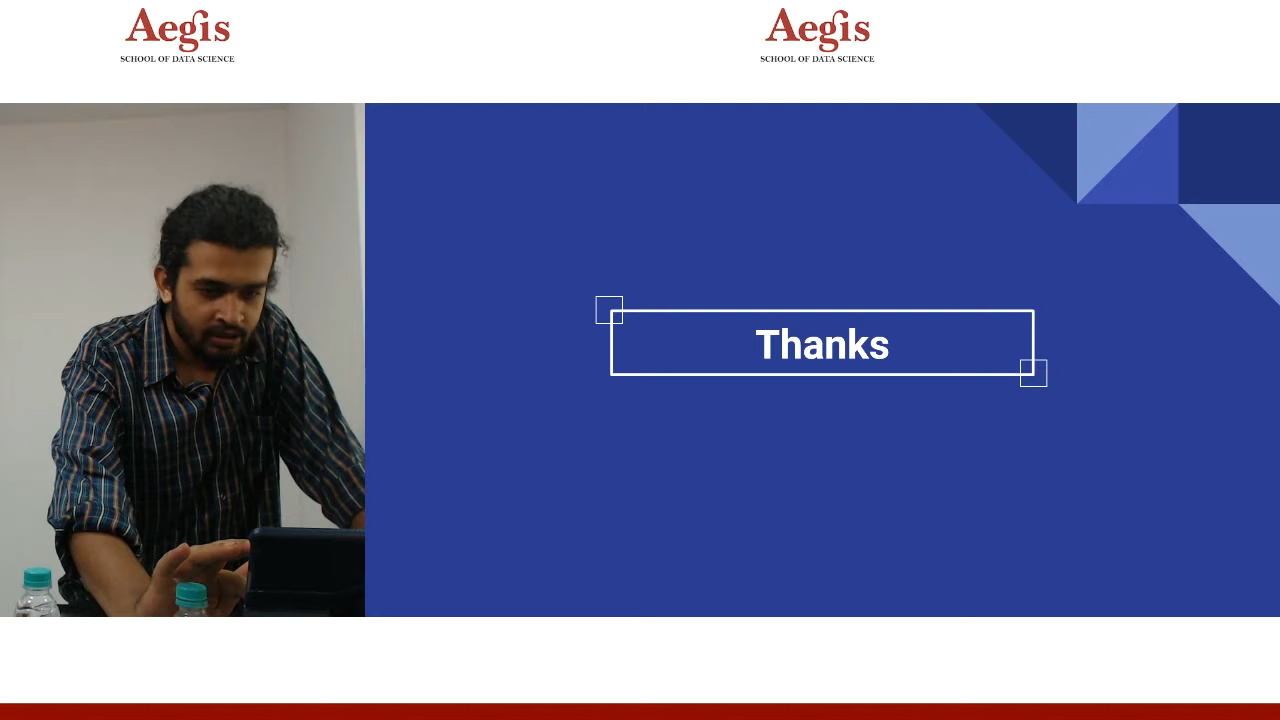 Aegis
SCHOOL OF DATA SCIENCE
Aegis
SCHOOL OF DATA SCIENCE
Thanks